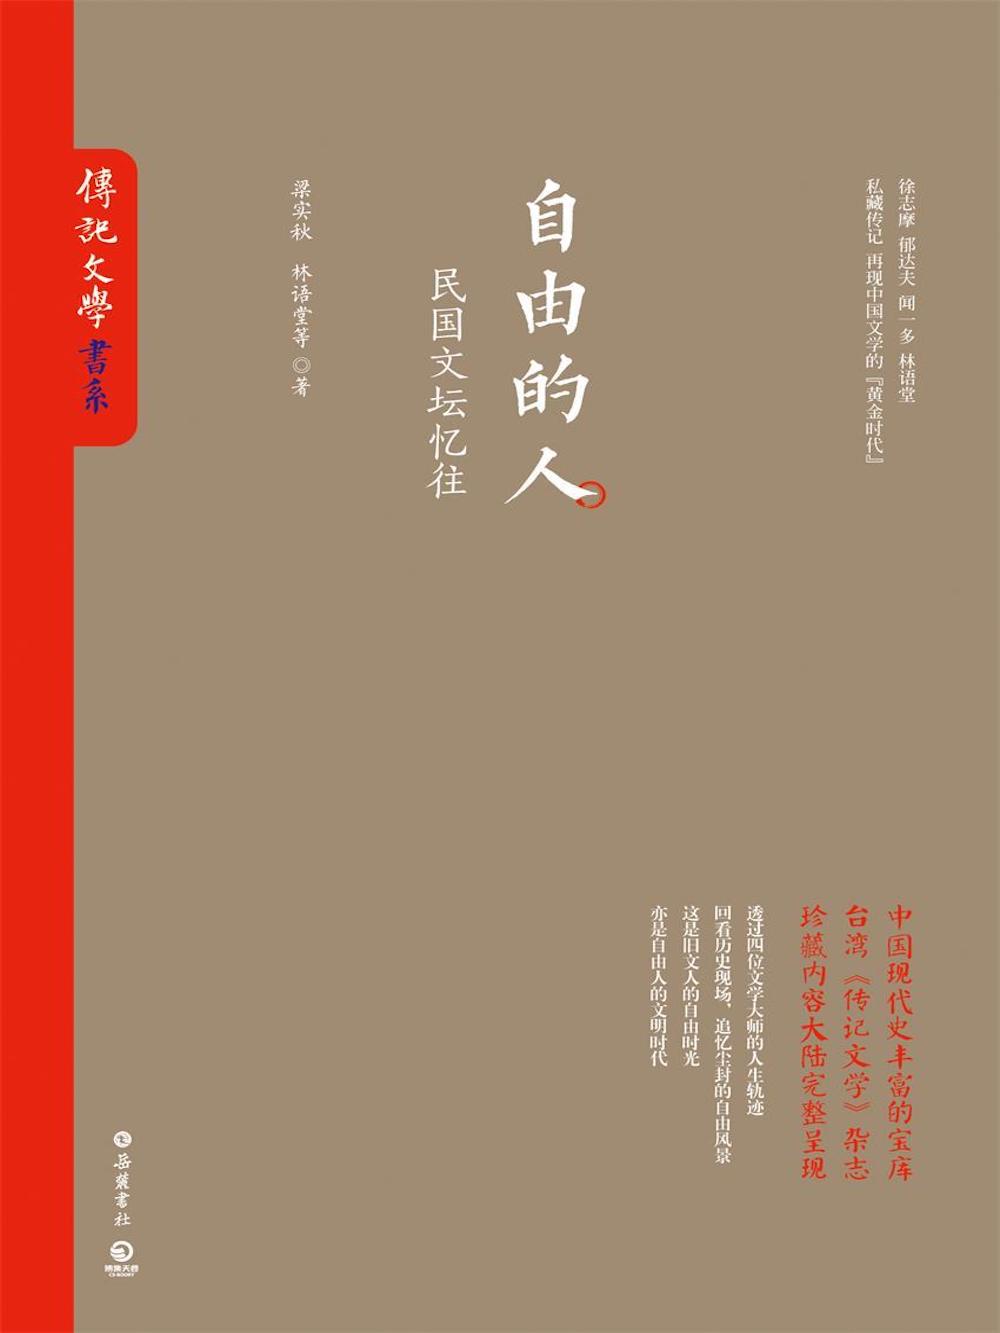 徐志摩 郁达夫 闻一多 林语堂
私藏传记 再现中国文学的『黄金时代』
自由的人
民国文坛忆往
梁实秋 林语堂等 ◎著
傳記文學書系
中国现代史丰富的宝库
台湾《传记文学》杂志
珍藏内容大陆完整呈现
透过四位文学大师的人生轨迹
回看历史现场，追忆尘封的自由风景
这是旧文人的自由时光
亦是自由人的文明时代
岳麓書社
博集天卷
CS-BOOKY